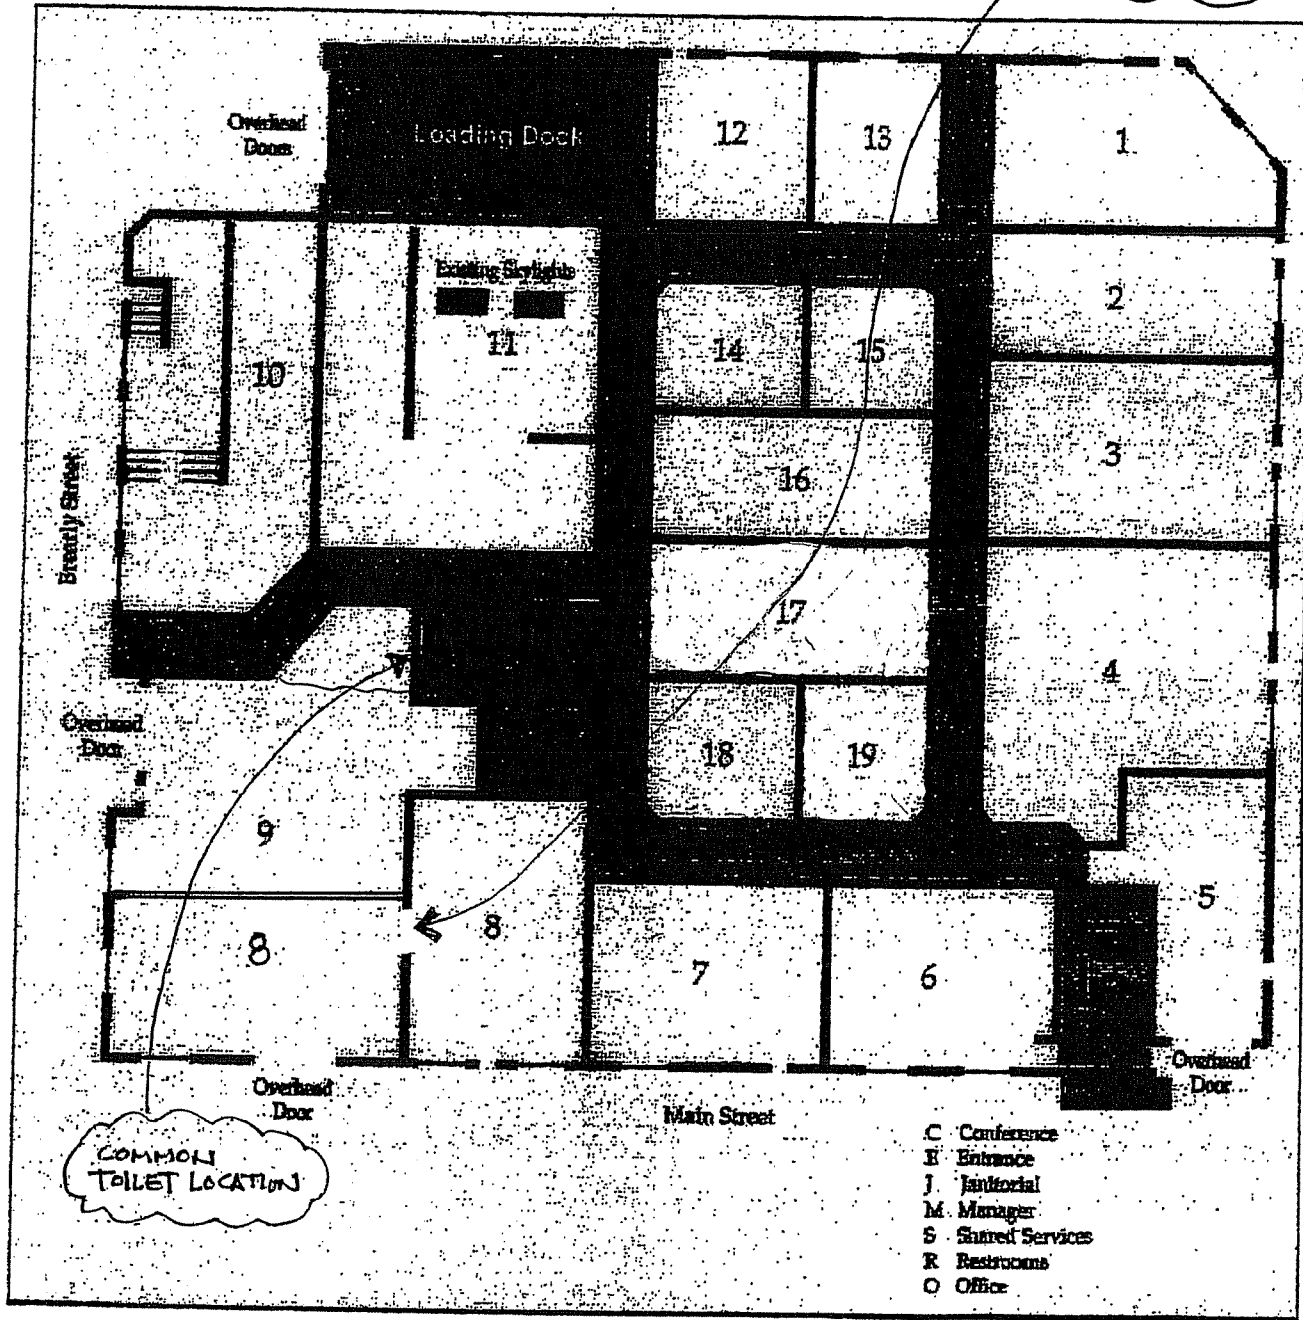 Overhead
Doors
Loading Dock
12
13
1
2
Existing Skylights
11
14
15
10
3
16
Brearly Street
17
4
Overhead
Door
18
19
9
5
8
8
7
6
Overhead
Door
Overhead
Door
Main Street
COMMON
TOILET LOCATION
C Conference
E Entrance
J Janitorial
M Manager
S Shared Services
R Restrooms
O Office